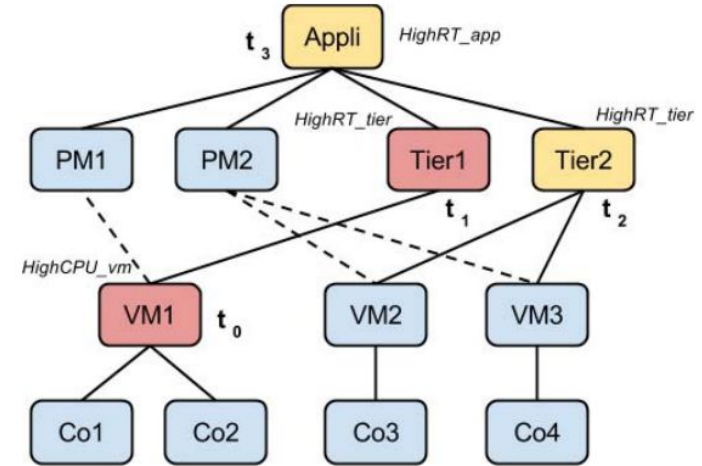 t3
Appli
HighRT_app
HighRT_tier
HighRT_tier
PM1
PM2
Tier1
Tier2
t1
t2
HighCPU_vm
VM1
t0
VM2
VM3
Co1
Co2
Co3
Co4